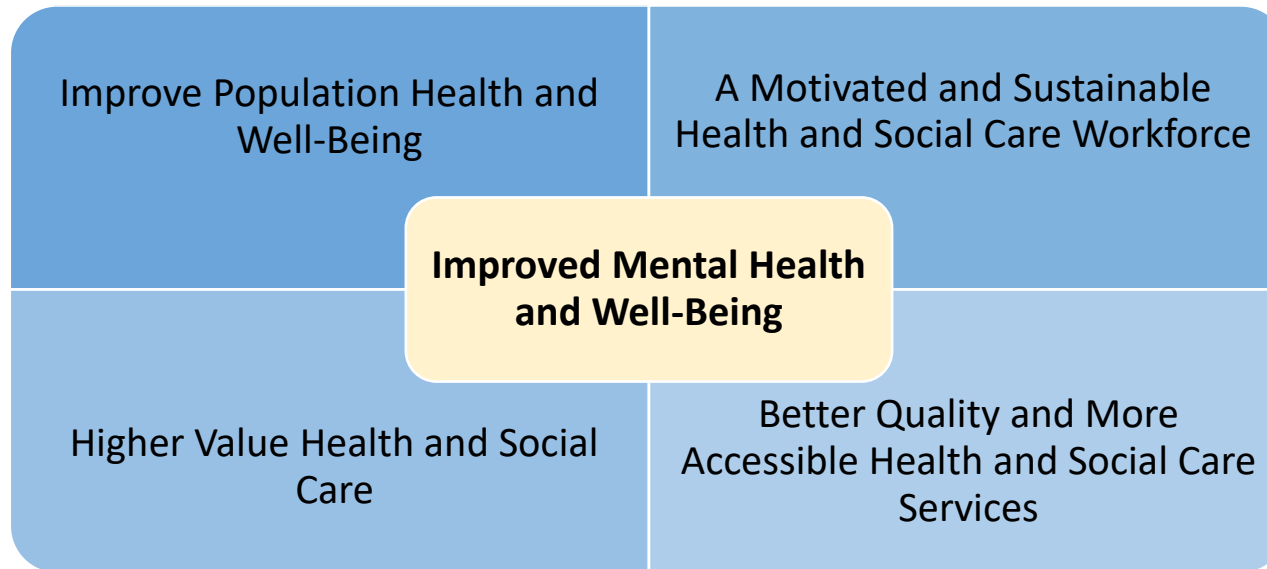 Improve Population Health and
Well-Being
A Motivated and Sustainable
Health and Social Care Workforce
Improved Mental Health
and Well-Being
Higher Value Health and Social
Care
Better Quality and More
Accessible Health and Social Care
Services